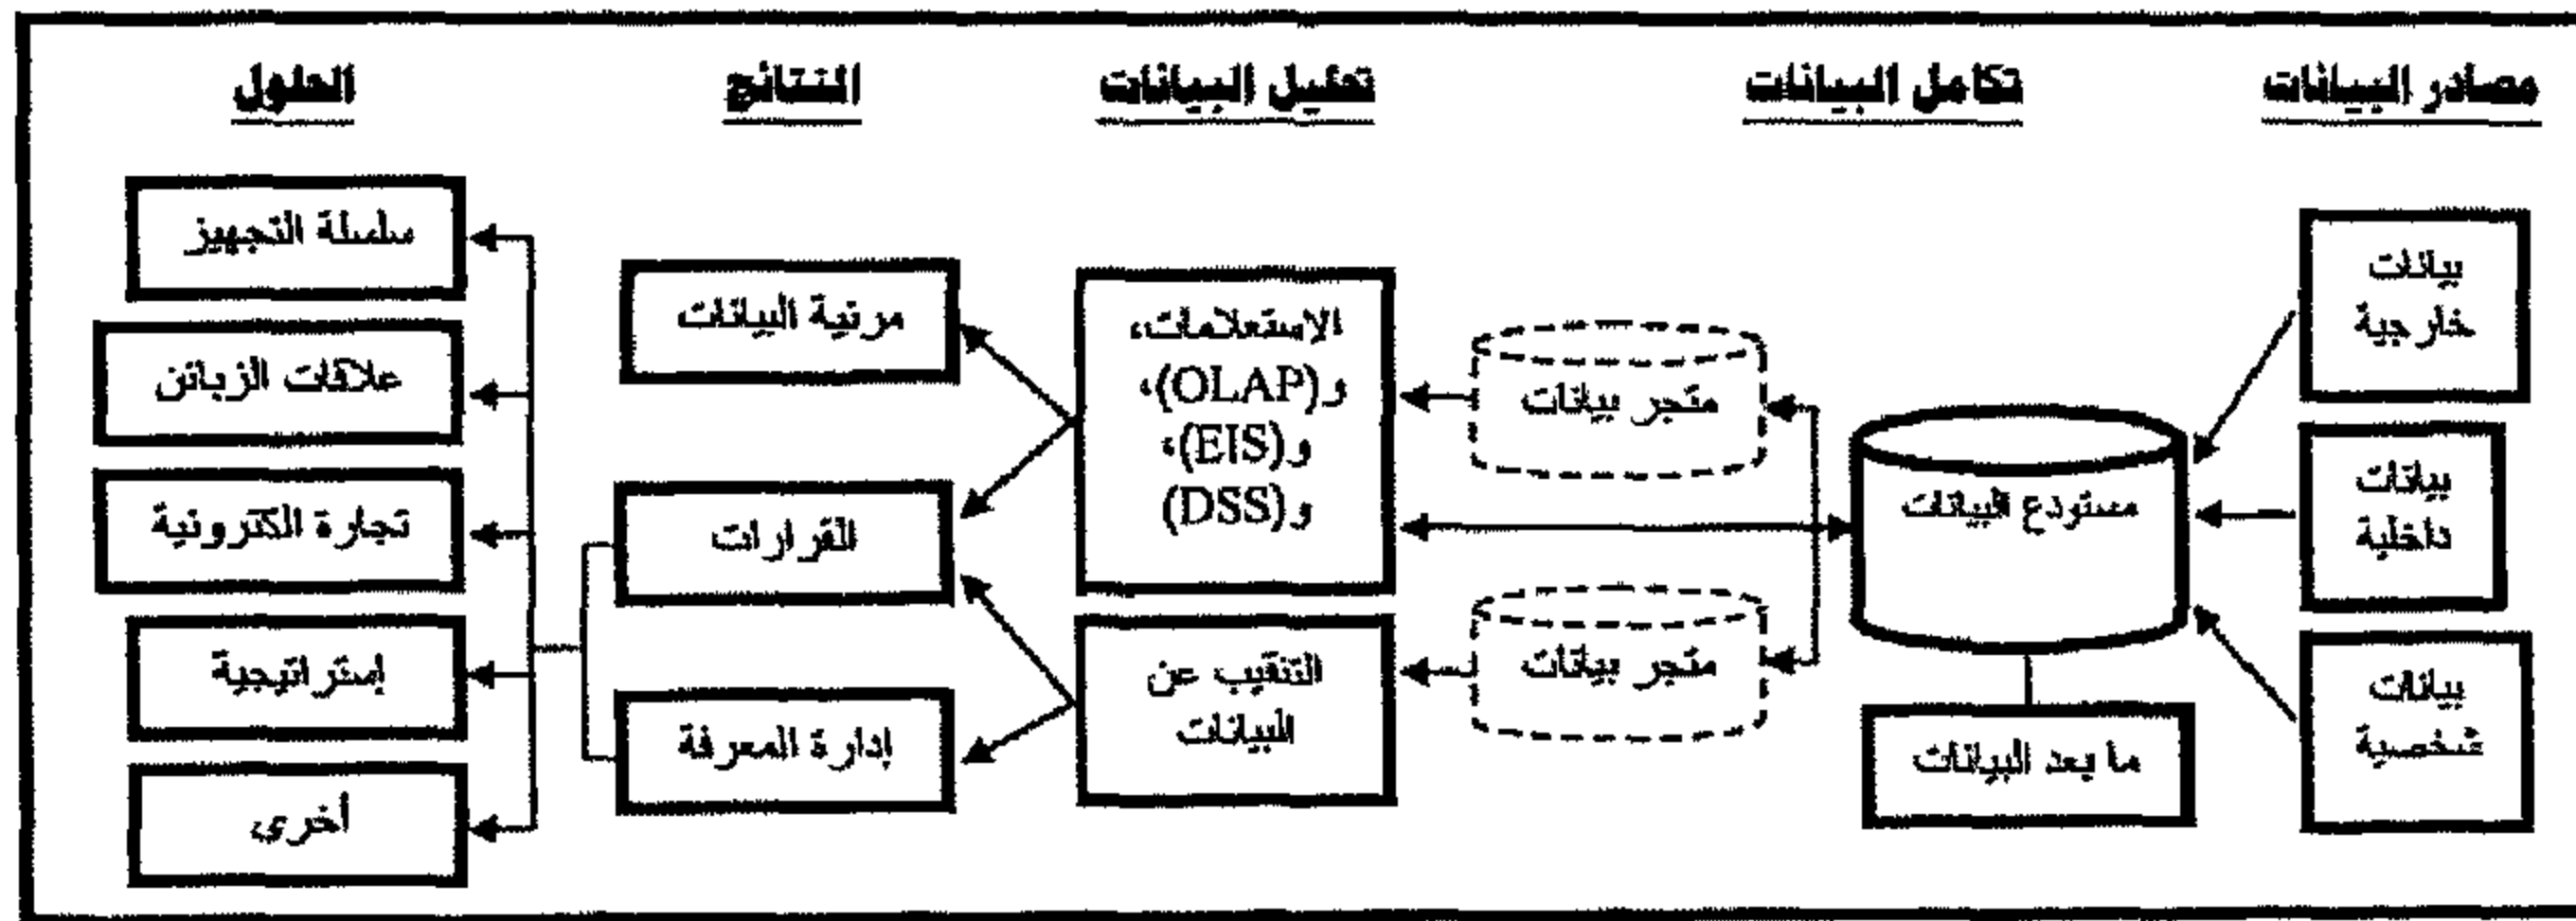 مصادر البيانات
تكامل البيانات
تحليل البيانات
النتائج
الحلول
بيانات
خارجية
بيانات
داخلية
بيانات
شخصية
مستودع البيانات
ما بعد البيانات
متجر بيانات
متجر بيانات
الاستعلامات،
و(OLAP)،
و(EIS)،
و(DSS)
التنقيب عن
البيانات
مرئية البيانات
القرارات
إدارة المعرفة
سلسلة التجهيز
علاقات الزبائن
تجارة الكترونية
إستراتيجية
أخرى